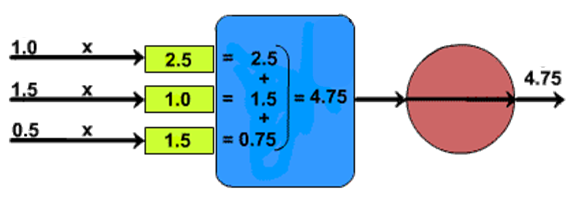 1.0 x 2.5 = 2.5
+
1.5 x 1.0 = 1.5 = 4.75 4.75
+
0.5 x 1.5 = 0.75